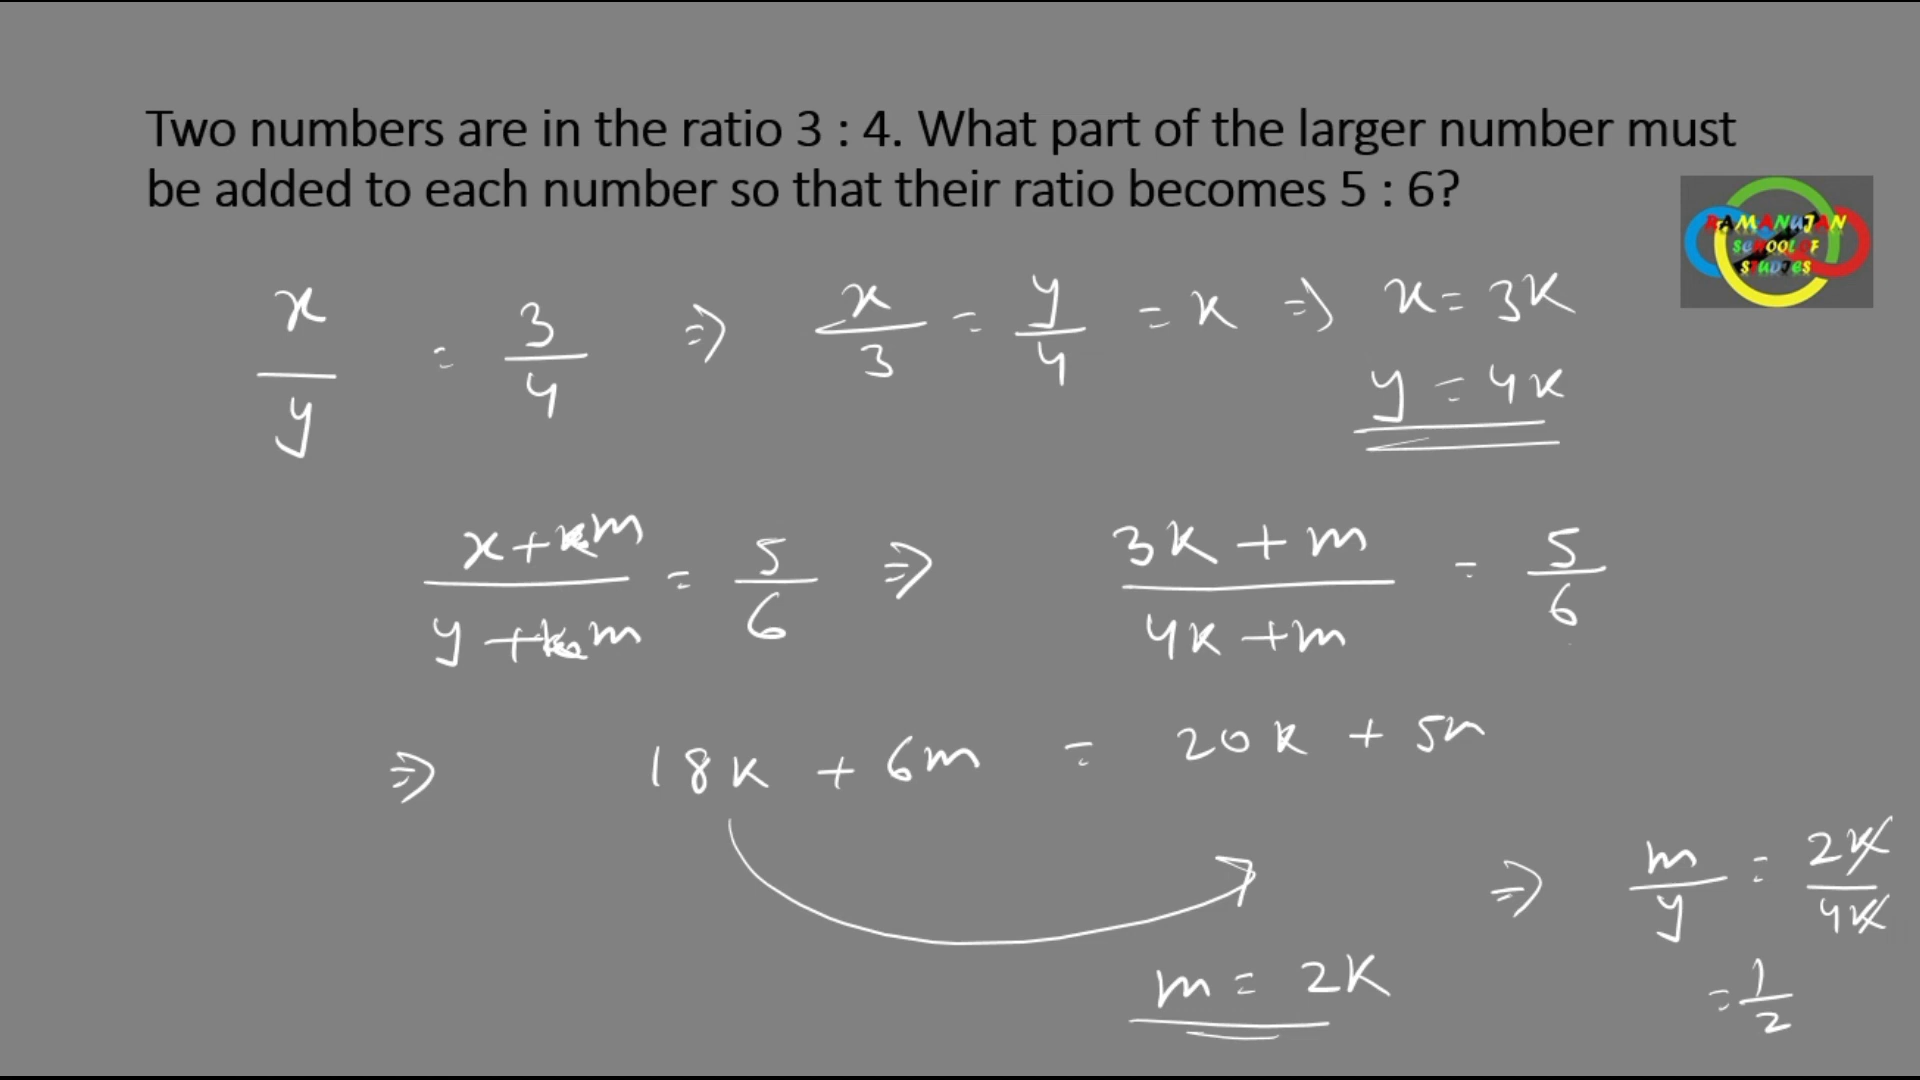 Two numbers are in the ratio 3 : 4. What part of the larger number must
be added to each number so that their ratio becomes 5 : 6?
RAMANUJAN
SCHOOL OF
STUDIES
x/y = 3/4 ⇒ x/3 = y/4 = k ⇒ x = 3k
y = 4k
x+m/y+m = 5/6 ⇒ 3k+m/4k+m = 5/6
⇒ 18k + 6m = 20k + 5m
⇒ m/y = 2k/4k
m = 2k
= 1/2